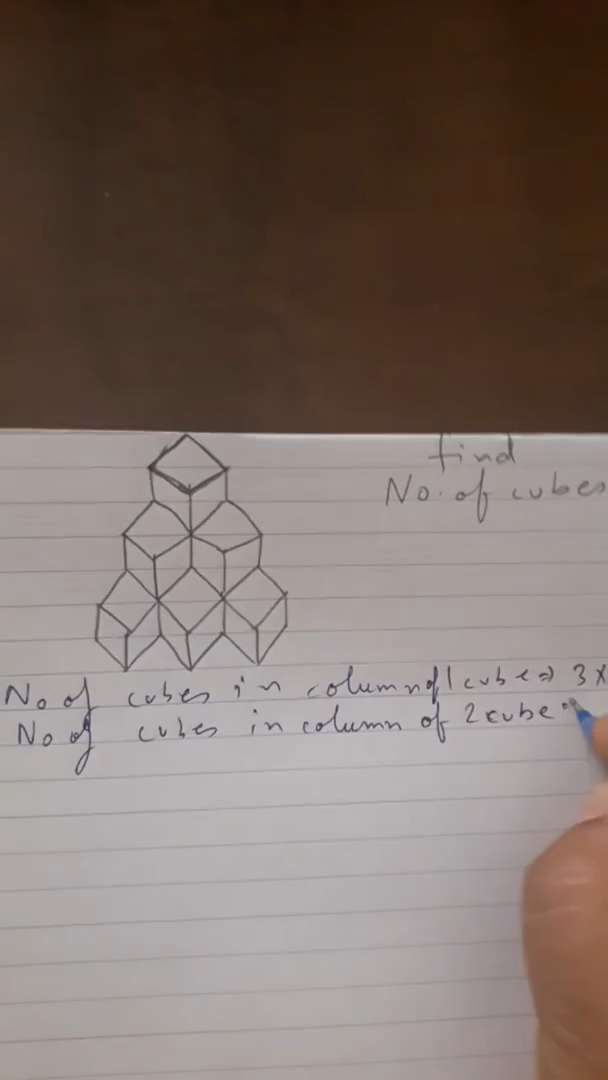 find
No. of cubes
No of cubes in column of 1 cube ⇒ 3 ×
No of cubes in column of 2 cube